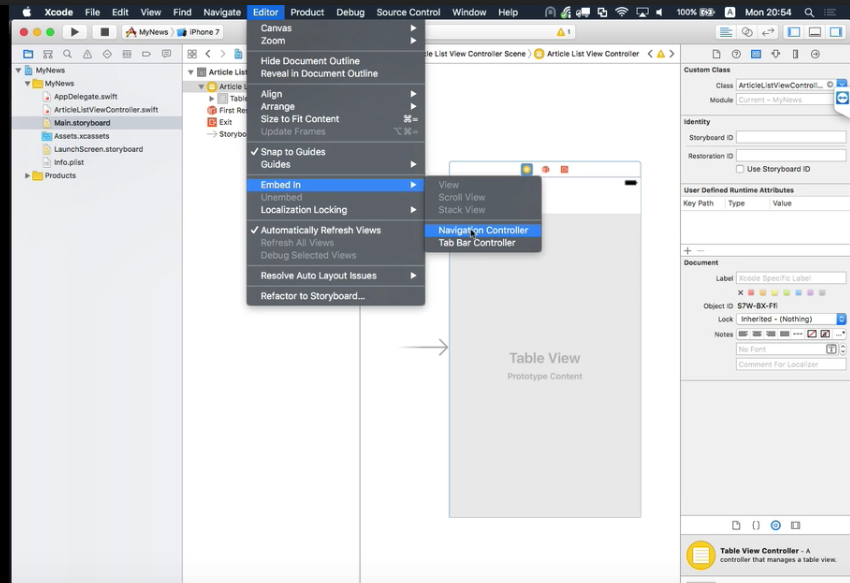 Xcode File Edit View Find Navigate Editor Product Debug Source Control Window Help 100% A Mon 20:54
MyNews iPhone 7
1
MyNews
MyNews
AppDelegate.swift
ArticleListViewController.swift
Main.storyboard
Assets.xcassets
LaunchScreen.storyboard
Info.plist
Products
Article List
Article L
Table
First Res
Exit
Storybo
Canvas
Zoom
Hide Document Outline
Reveal in Document Outline
Align
Arrange
Size to Fit Content ⌘=
Update Frames ⌥⌘=
✓ Snap to Guides
Guides
Embed In
Unembed
Localization Locking
✓ Automatically Refresh Views
Refresh All Views
Debug Selected Views
Resolve Auto Layout Issues
Refactor to Storyboard...
View
Scroll View
Stack View
Navigation Controller
Tab Bar Controller
cle List View Controller Scene Article List View Controller
Table View
Prototype Content
Custom Class
Class ArticleListViewControll...
Module Current – MyNews
Identity
Storyboard ID
Restoration ID
Use Storyboard ID
User Defined Runtime Attributes
Key Path Type Value
+ −
Document
Label Xcode Specific Label
Object ID S7W-BX-Ffi
Lock Inherited - (Nothing)
Notes
No Font
Comment For Localizer
Table View Controller - A
controller that manages a table view.